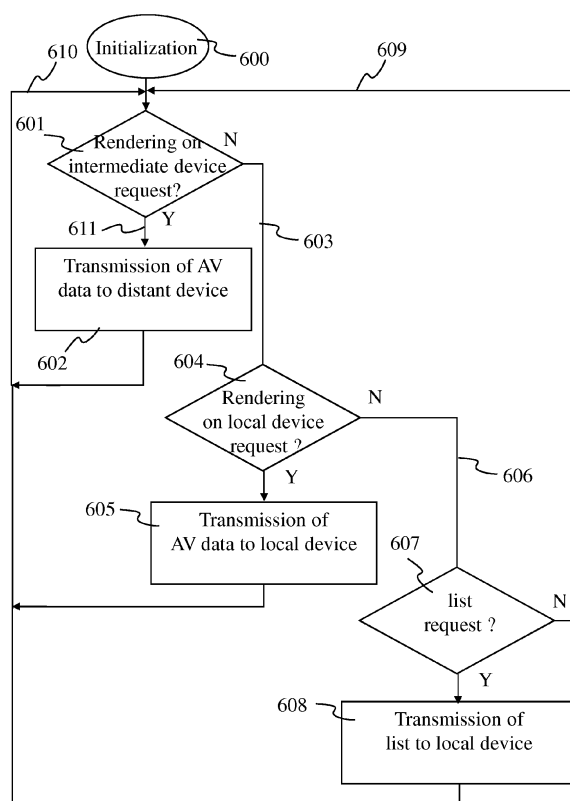 610
Initialization
600
609
601
Rendering on
intermediate device
request?
N
611
Y
603
Transmission of AV
data to distant device
602
604
Rendering
on local device
request ?
N
Y
606
605
Transmission of
AV data to local device
607
list
request ?
N
Y
608
Transmission of
list to local device